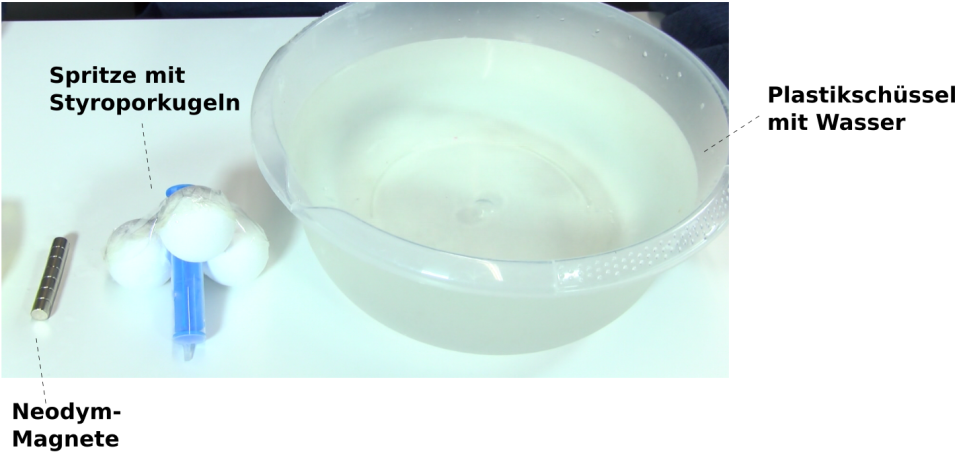 Spritze mit
Styroporkugeln
Plastikschüssel
mit Wasser
Neodym-
Magnete